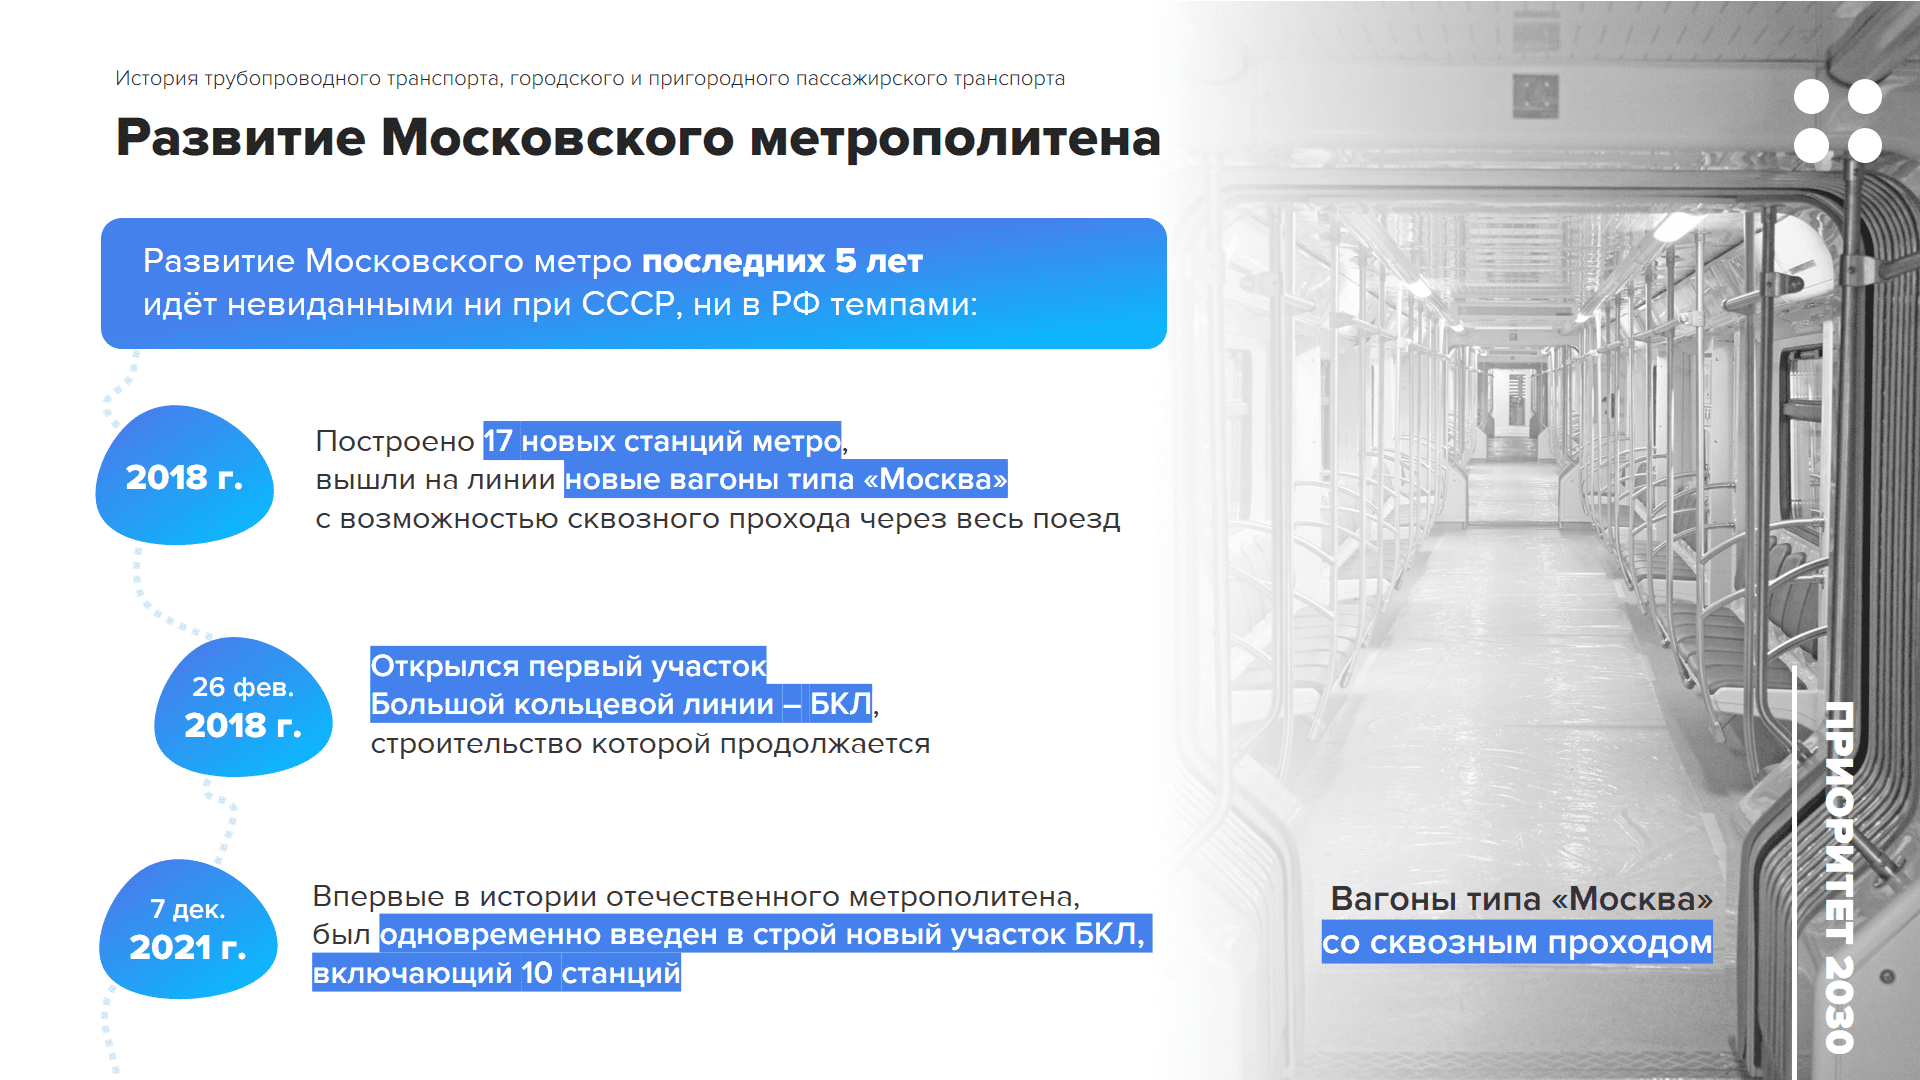 История трубопроводного транспорта, городского и пригородного пассажирского транспорта
Развитие Московского метрополитена
Развитие Московского метро последних 5 лет
идёт невиданными ни при СССР, ни в РФ темпами:
2018 г.
Построено 17 новых станций метро,
вышли на линии новые вагоны типа «Москва»
с возможностью сквозного прохода через весь поезд
26 фев.
2018 г.
Открылся первый участок
Большой кольцевой линии – БКЛ,
строительство которой продолжается
7 дек.
2021 г.
Впервые в истории отечественного метрополитена,
был одновременно введен в строй новый участок БКЛ,
включающий 10 станций
Вагоны типа «Москва»
со сквозным проходом
ПРИОРИТЕТ 2030